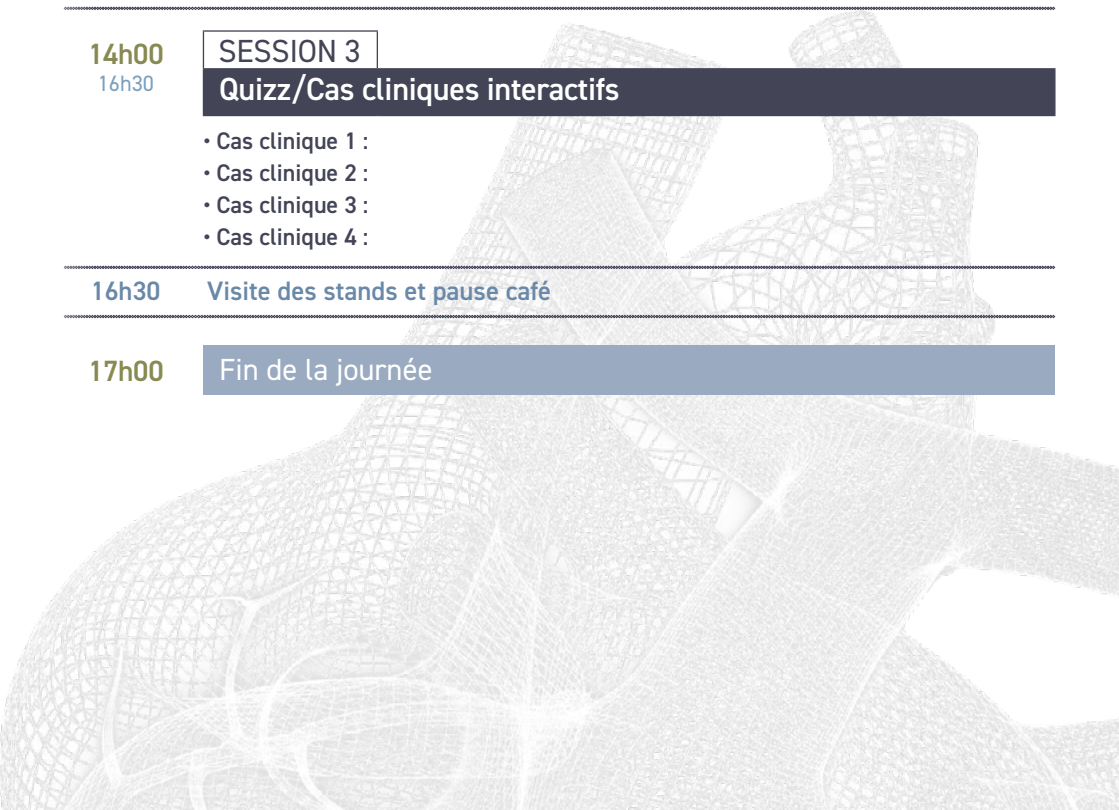 14h00
16h30
SESSION 3
Quizz/Cas cliniques interactifs
• Cas clinique 1 :
• Cas clinique 2 :
• Cas clinique 3 :
• Cas clinique 4 :
16h30 Visite des stands et pause café
17h00 Fin de la journée